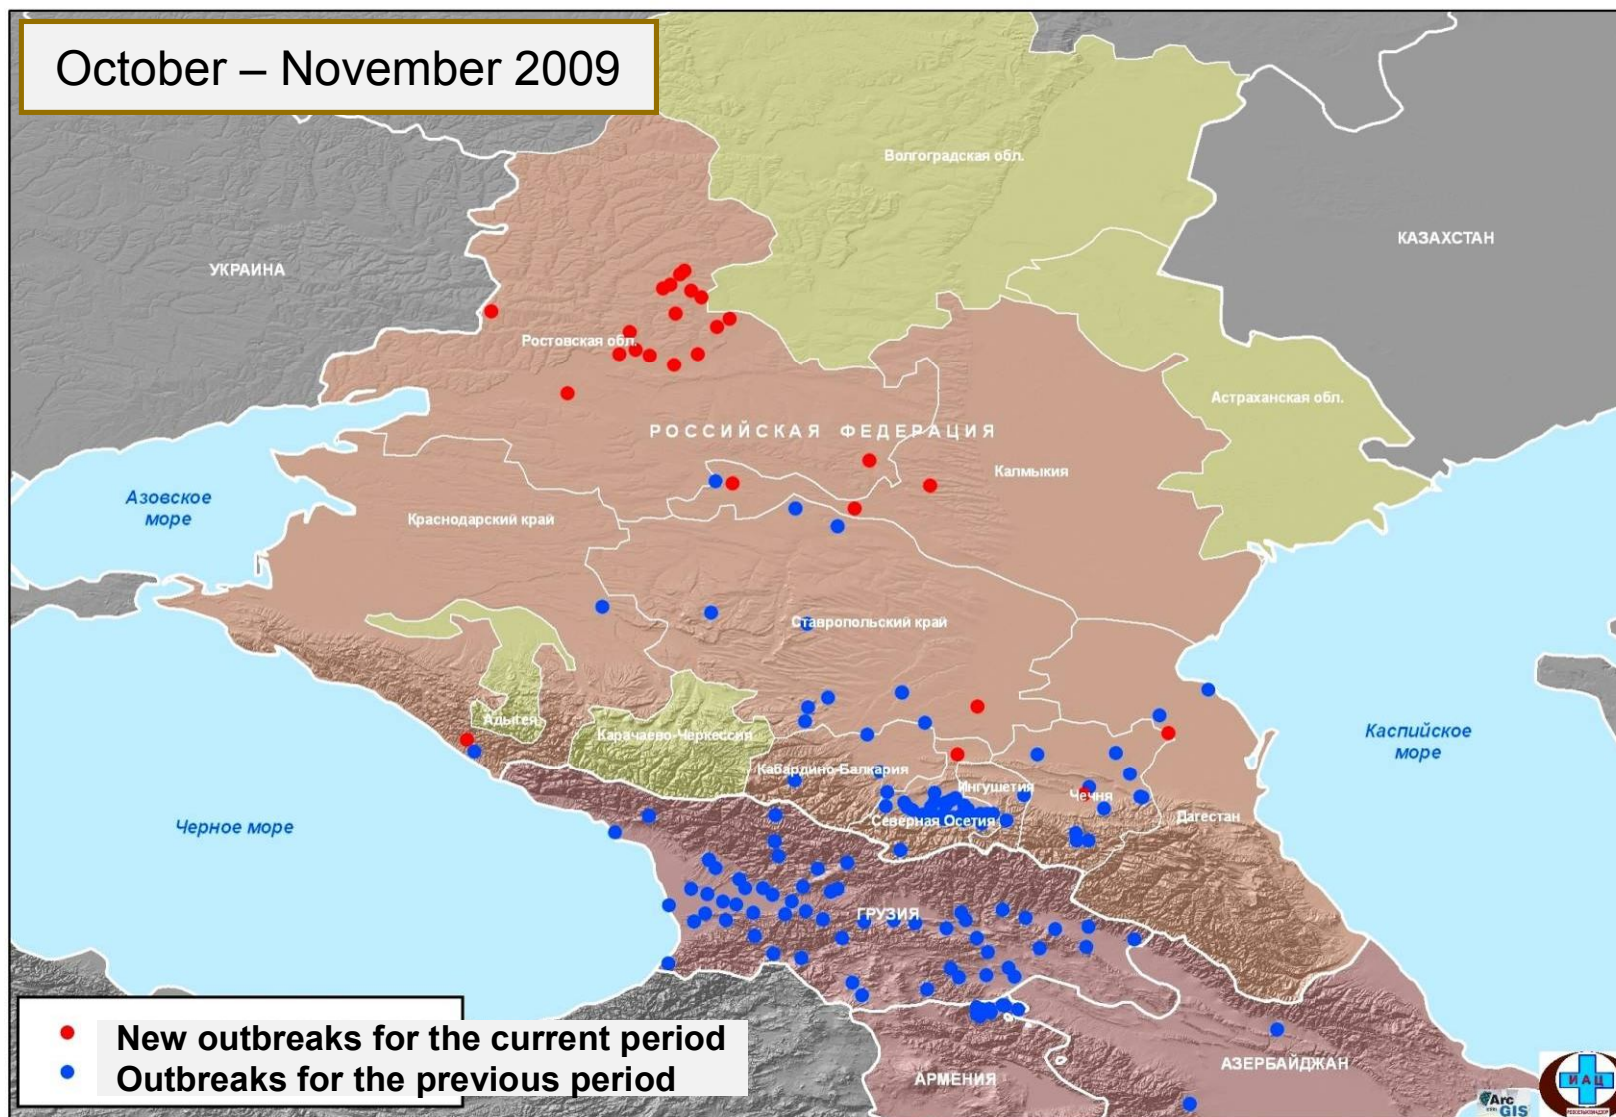 October – November 2009
Волгоградская обл.
КАЗАХСТАН
УКРАИНА
Ростовская обл.
Астраханская обл.
РОССИЙСКАЯ ФЕДЕРАЦИЯ
Калмыкия
Азовское
море
Краснодарский край
Ставропольский край
Адыгея
Карачаево-Черкессия
Каспийское
море
Кабардино-Балкария
Ингушетия
Чечня
Северная Осетия
Дагестан
Черное море
ГРУЗИЯ
New outbreaks for the current period
Outbreaks for the previous period
АРМЕНИЯ
АЗЕРБАЙДЖАН
Arc
GIS
ИАЦ